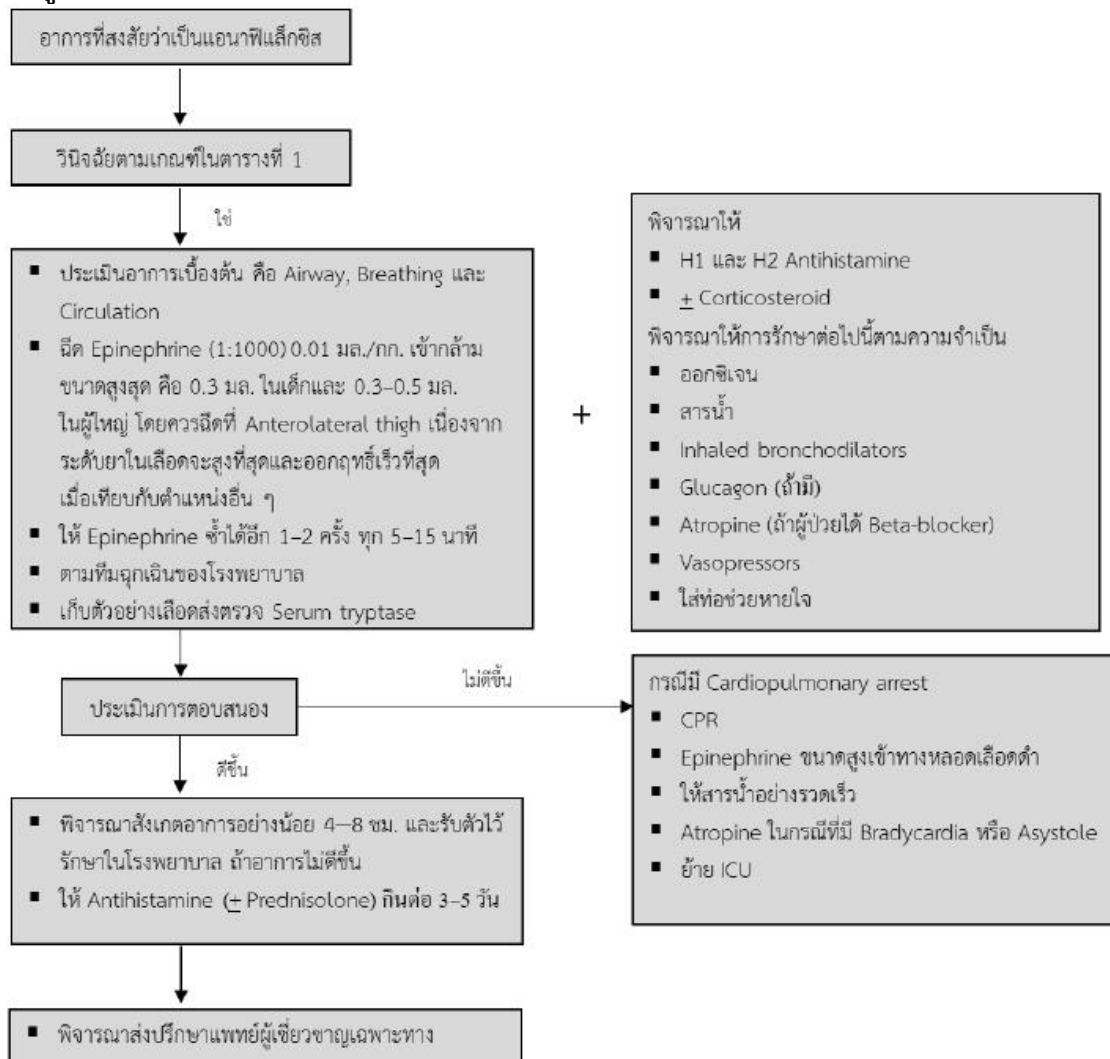 อาการที่สงสัยว่าเป็นแอนาฟิแล็กซิส
วินิจฉัยตามเกณฑ์ในตารางที่ 1
ใช่
■ ประเมินอาการเบื้องต้น คือ Airway, Breathing และ
Circulation
■ ฉีด Epinephrine (1:1000) 0.01 มล./กก. เข้ากล้าม
ขนาดสูงสุด คือ 0.3 มล. ในเด็กและ 0.3–0.5 มล.
ในผู้ใหญ่ โดยควรฉีดที่ Anterolateral thigh เนื่องจาก
ระดับยาในเลือดจะสูงที่สุดและออกฤทธิ์เร็วที่สุด
เมื่อเทียบกับตำแหน่งอื่น ๆ
■ ให้ Epinephrine ซ้ำได้อีก 1–2 ครั้ง ทุก 5–15 นาที
■ ตามทีมฉุกเฉินของโรงพยาบาล
■ เก็บตัวอย่างเลือดส่งตรวจ Serum tryptase
+
พิจารณาให้
■ H1 และ H2 Antihistamine
■ ± Corticosteroid
พิจารณาให้การรักษาต่อไปนี้ตามความจำเป็น
■ ออกซิเจน
■ สารน้ำ
■ Inhaled bronchodilators
■ Glucagon (ถ้ามี)
■ Atropine (ถ้าผู้ป่วยได้ Beta-blocker)
■ Vasopressors
■ ใส่ท่อช่วยหายใจ
ประเมินการตอบสนอง
ไม่ดีขึ้น
กรณีมี Cardiopulmonary arrest
■ CPR
■ Epinephrine ขนาดสูงเข้าทางหลอดเลือดดำ
■ ให้สารน้ำอย่างรวดเร็ว
■ Atropine ในกรณีที่มี Bradycardia หรือ Asystole
■ ย้าย ICU
ดีขึ้น
■ พิจารณาสังเกตอาการอย่างน้อย 4–8 ชม. และรับตัวไว้
รักษาในโรงพยาบาล ถ้าอาการไม่ดีขึ้น
■ ให้ Antihistamine (± Prednisolone) กินต่อ 3–5 วัน
■ พิจารณาส่งปรึกษาแพทย์ผู้เชี่ยวชาญเฉพาะทาง